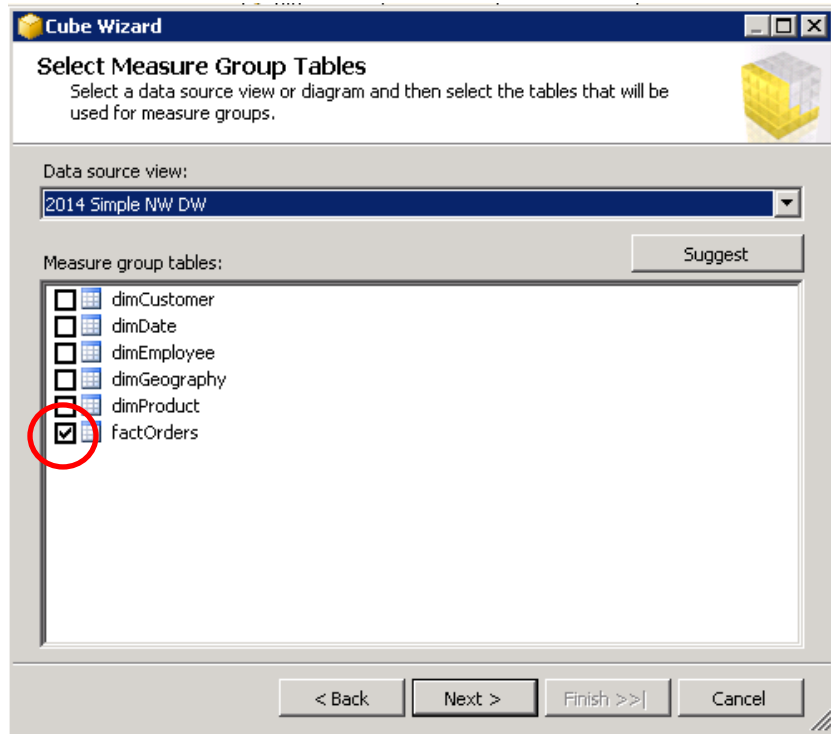 Cube Wizard
Select Measure Group Tables
Select a data source view or diagram and then select the tables that will be
used for measure groups.
Data source view:
2014 Simple NW DW
Suggest
Measure group tables:
dimCustomer
dimDate
dimEmployee
dimGeography
dimProduct
factOrders
< Back
Next >
Finish >>|
Cancel